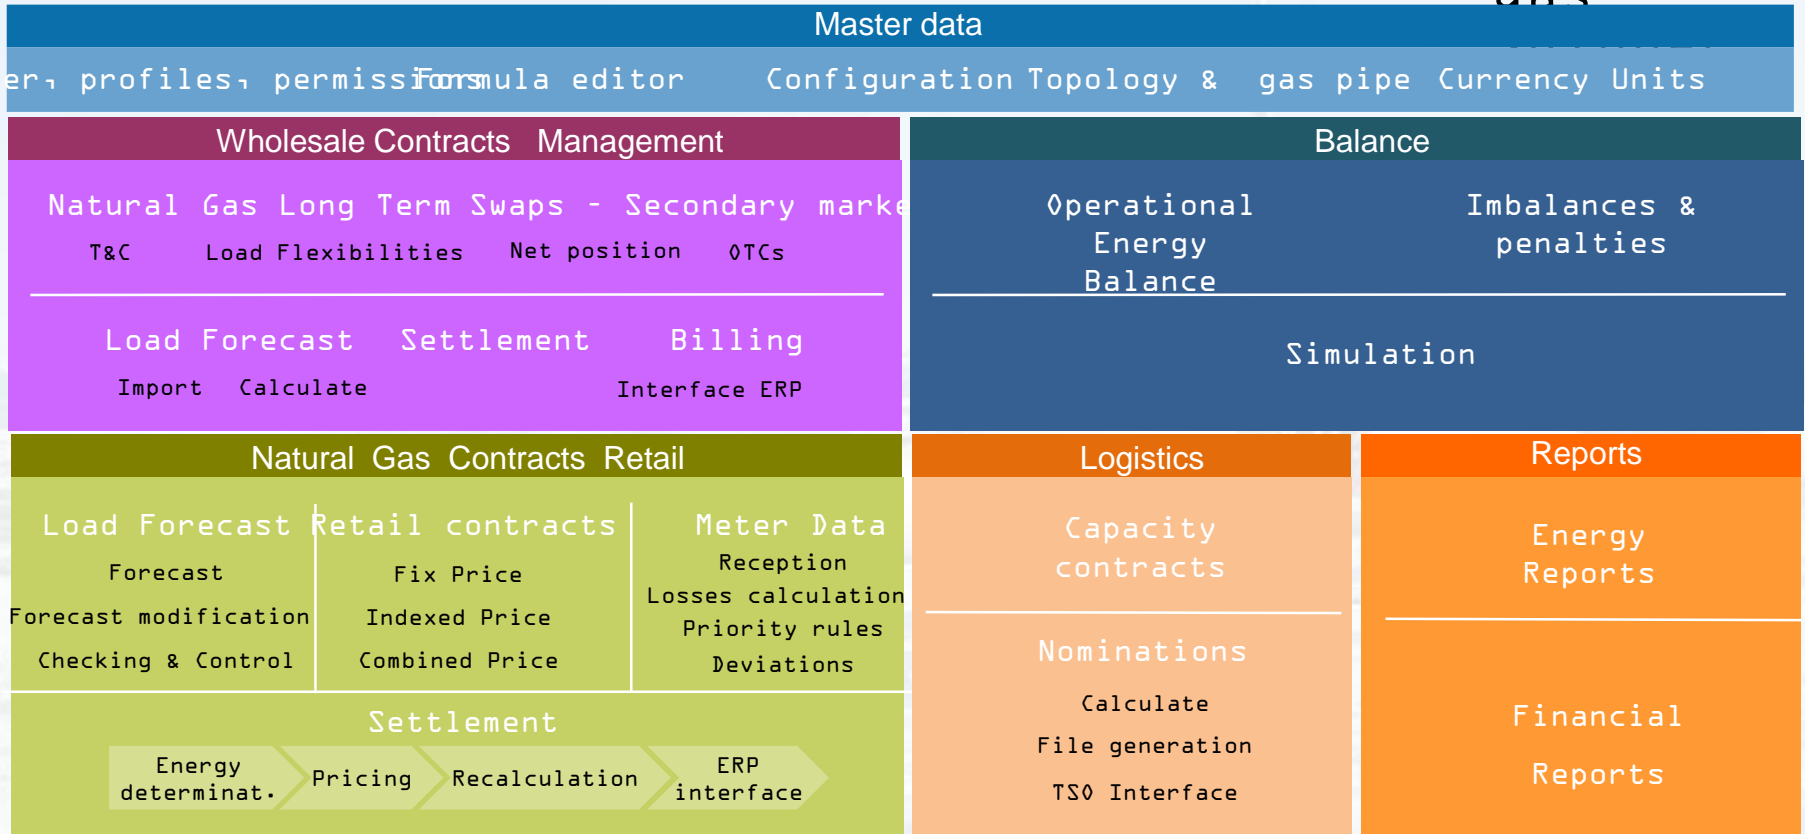 gas
Master data
er, profiles, permissions Formula editor Configuration Topology & gas pipe Currency Units
Wholesale Contracts Management
Natural Gas Long Term Swaps - Secondary marke
T&C Load Flexibilities Net position OTCs
Load Forecast Settlement Billing
Import Calculate Interface ERP
Balance
Operational
Energy
Balance
Imbalances &
penalties
Simulation
Natural Gas Contracts Retail
Load Forecast
Forecast
Forecast modification
Checking & Control
Retail contracts
Fix Price
Indexed Price
Combined Price
Meter Data
Reception
Losses calculation
Priority rules
Deviations
Settlement
Energy
determinat.
Pricing
Recalculation
ERP
interface
Logistics
Capacity
contracts
Nominations
Calculate
File generation
TSO Interface
Reports
Energy
Reports
Financial
Reports